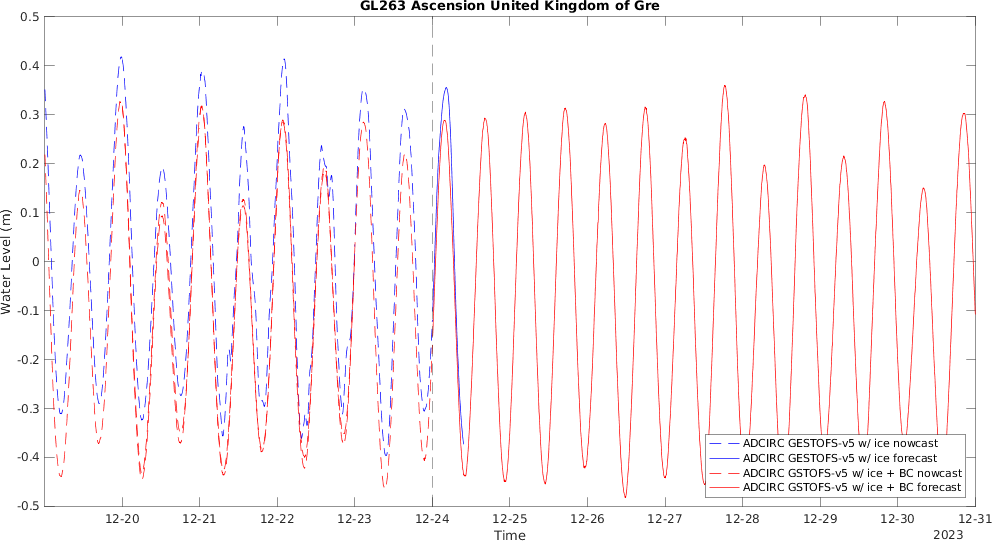 GL263 Ascension United Kingdom of Gre
0.5
0.4
0.3
0.2
0.1
0
-0.1
-0.2
-0.3
-0.4
-0.5
Water Level (m)
ADCIRC GESTOFS-v5 w/ ice nowcast
ADCIRC GESTOFS-v5 w/ ice forecast
ADCIRC GSTOFS-v5 w/ ice + BC nowcast
ADCIRC GSTOFS-v5 w/ ice + BC forecast
12-20 12-21 12-22 12-23 12-24 12-25 12-26 12-27 12-28 12-29 12-30 12-31
Time
2023